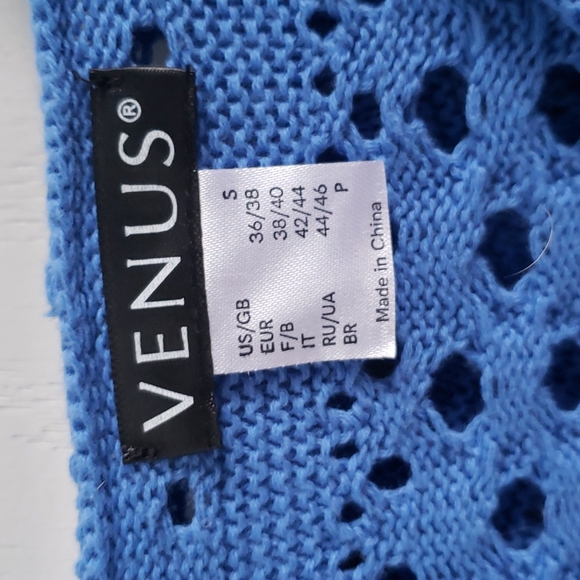 VENUS®
US/GB S
EUR 36/38
F/B 38/40
IT 42/44
RU/UA 44/46
BR P
Made in China